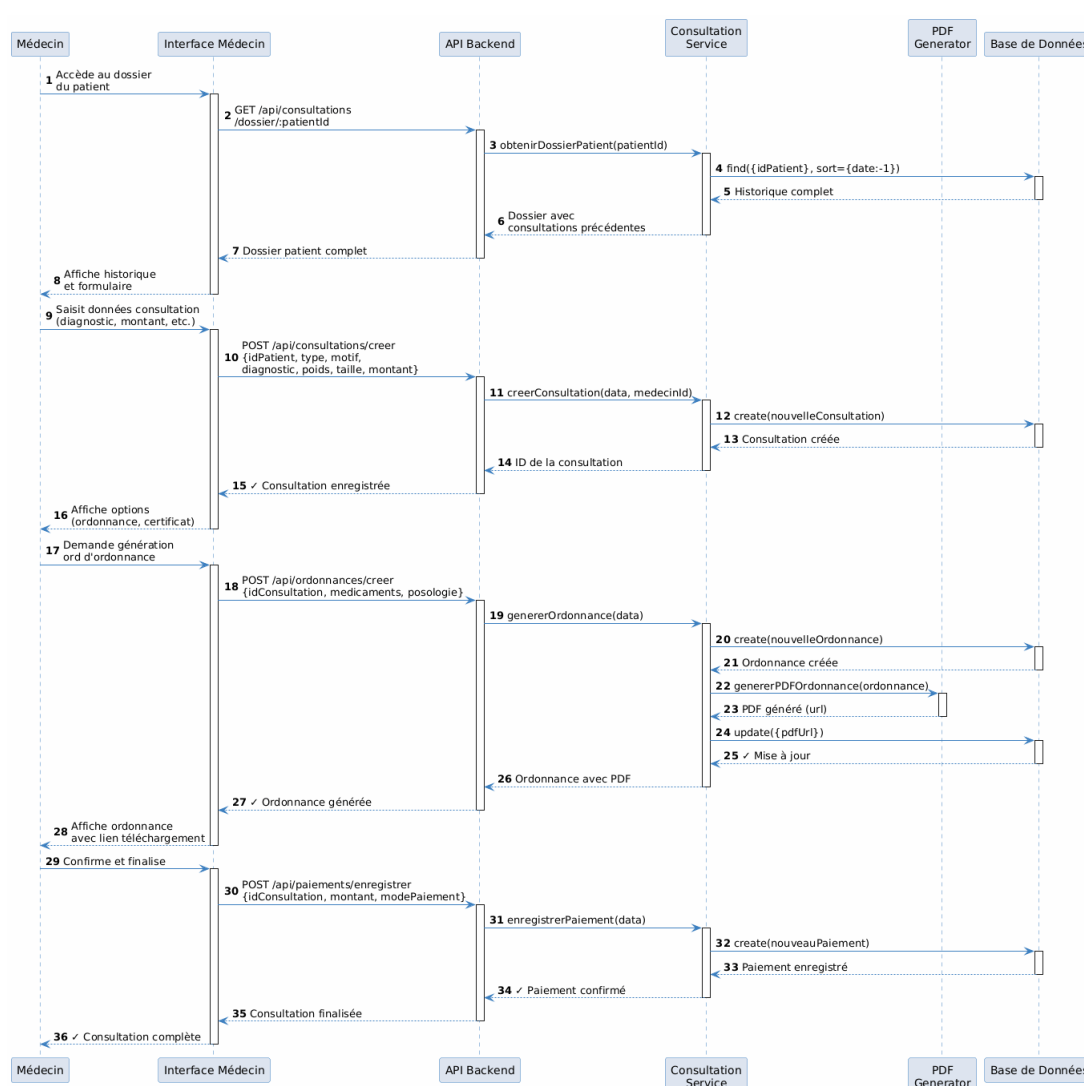 Médecin
Interface Médecin
API Backend
Consultation
Service
PDF
Generator
Base de Données
1 Accède au dossier
du patient
2 GET /api/consultations
/dossier/:patientId
3 obtenirDossierPatient(patientId)
4 find({idPatient}, sort={date:-1})
5 Historique complet
6 Dossier avec
consultations précédentes
7 Dossier patient complet
8 Affiche historique
et formulaire
9 Saisit données consultation
(diagnostic, montant, etc.)
10 POST /api/consultations/creer
{idPatient, type, motif,
diagnostic, poids, taille, montant}
11 creerConsultation(data, medecinId)
12 create(nouvelleConsultation)
13 Consultation créée
14 ID de la consultation
15 ✓ Consultation enregistrée
16 Affiche options
(ordonnance, certificat)
17 Demande génération
ord d'ordonnance
18 POST /api/ordonnances/creer
{idConsultation, medicaments, posologie}
19 genererOrdonnance(data)
20 create(nouvelleOrdonnance)
21 Ordonnance créée
22 genererPDFOrdonnance(ordonnance)
23 PDF généré (url)
24 update({pdfUrl})
25 ✓ Mise à jour
26 Ordonnance avec PDF
27 ✓ Ordonnance générée
28 Affiche ordonnance
avec lien téléchargement
29 Confirme et finalise
30 POST /api/paiements/enregistrer
{idConsultation, montant, modePaiement}
31 enregistrerPaiement(data)
32 create(nouveauPaiement)
33 Paiement enregistré
34 ✓ Paiement confirmé
35 Consultation finalisée
36 ✓ Consultation complète
Médecin
Interface Médecin
API Backend
Consultation
Service
PDF
Generator
Base de Données